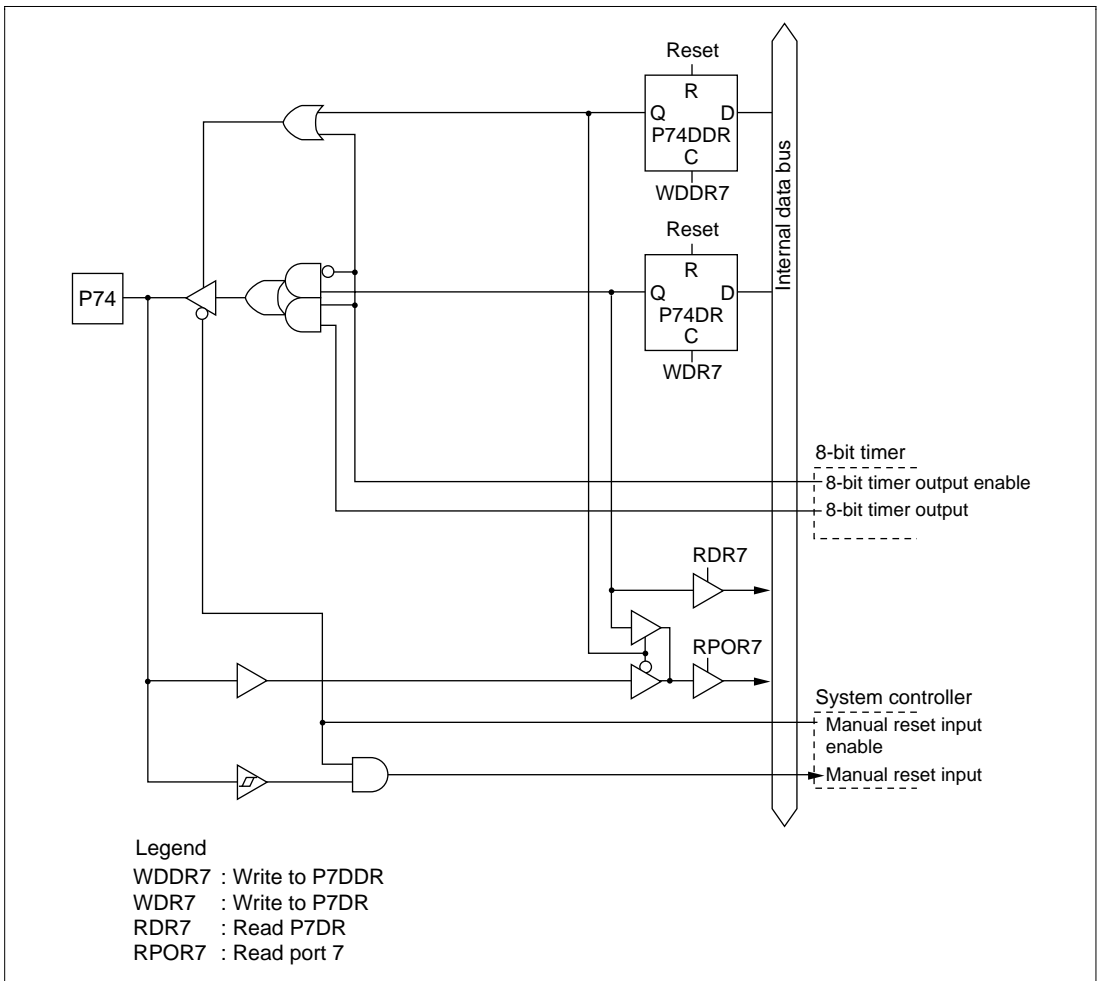 Reset
R
Q
D
P74DDR
C
WDDR7
Internal data bus
Reset
R
P74
Q
D
P74DR
C
WDR7
8-bit timer
8-bit timer output enable
8-bit timer output
RDR7
RPOR7
System controller
Manual reset input
enable
Manual reset input
Legend
WDDR7 : Write to P7DDR
WDR7 : Write to P7DR
RDR7 : Read P7DR
RPOR7 : Read port 7